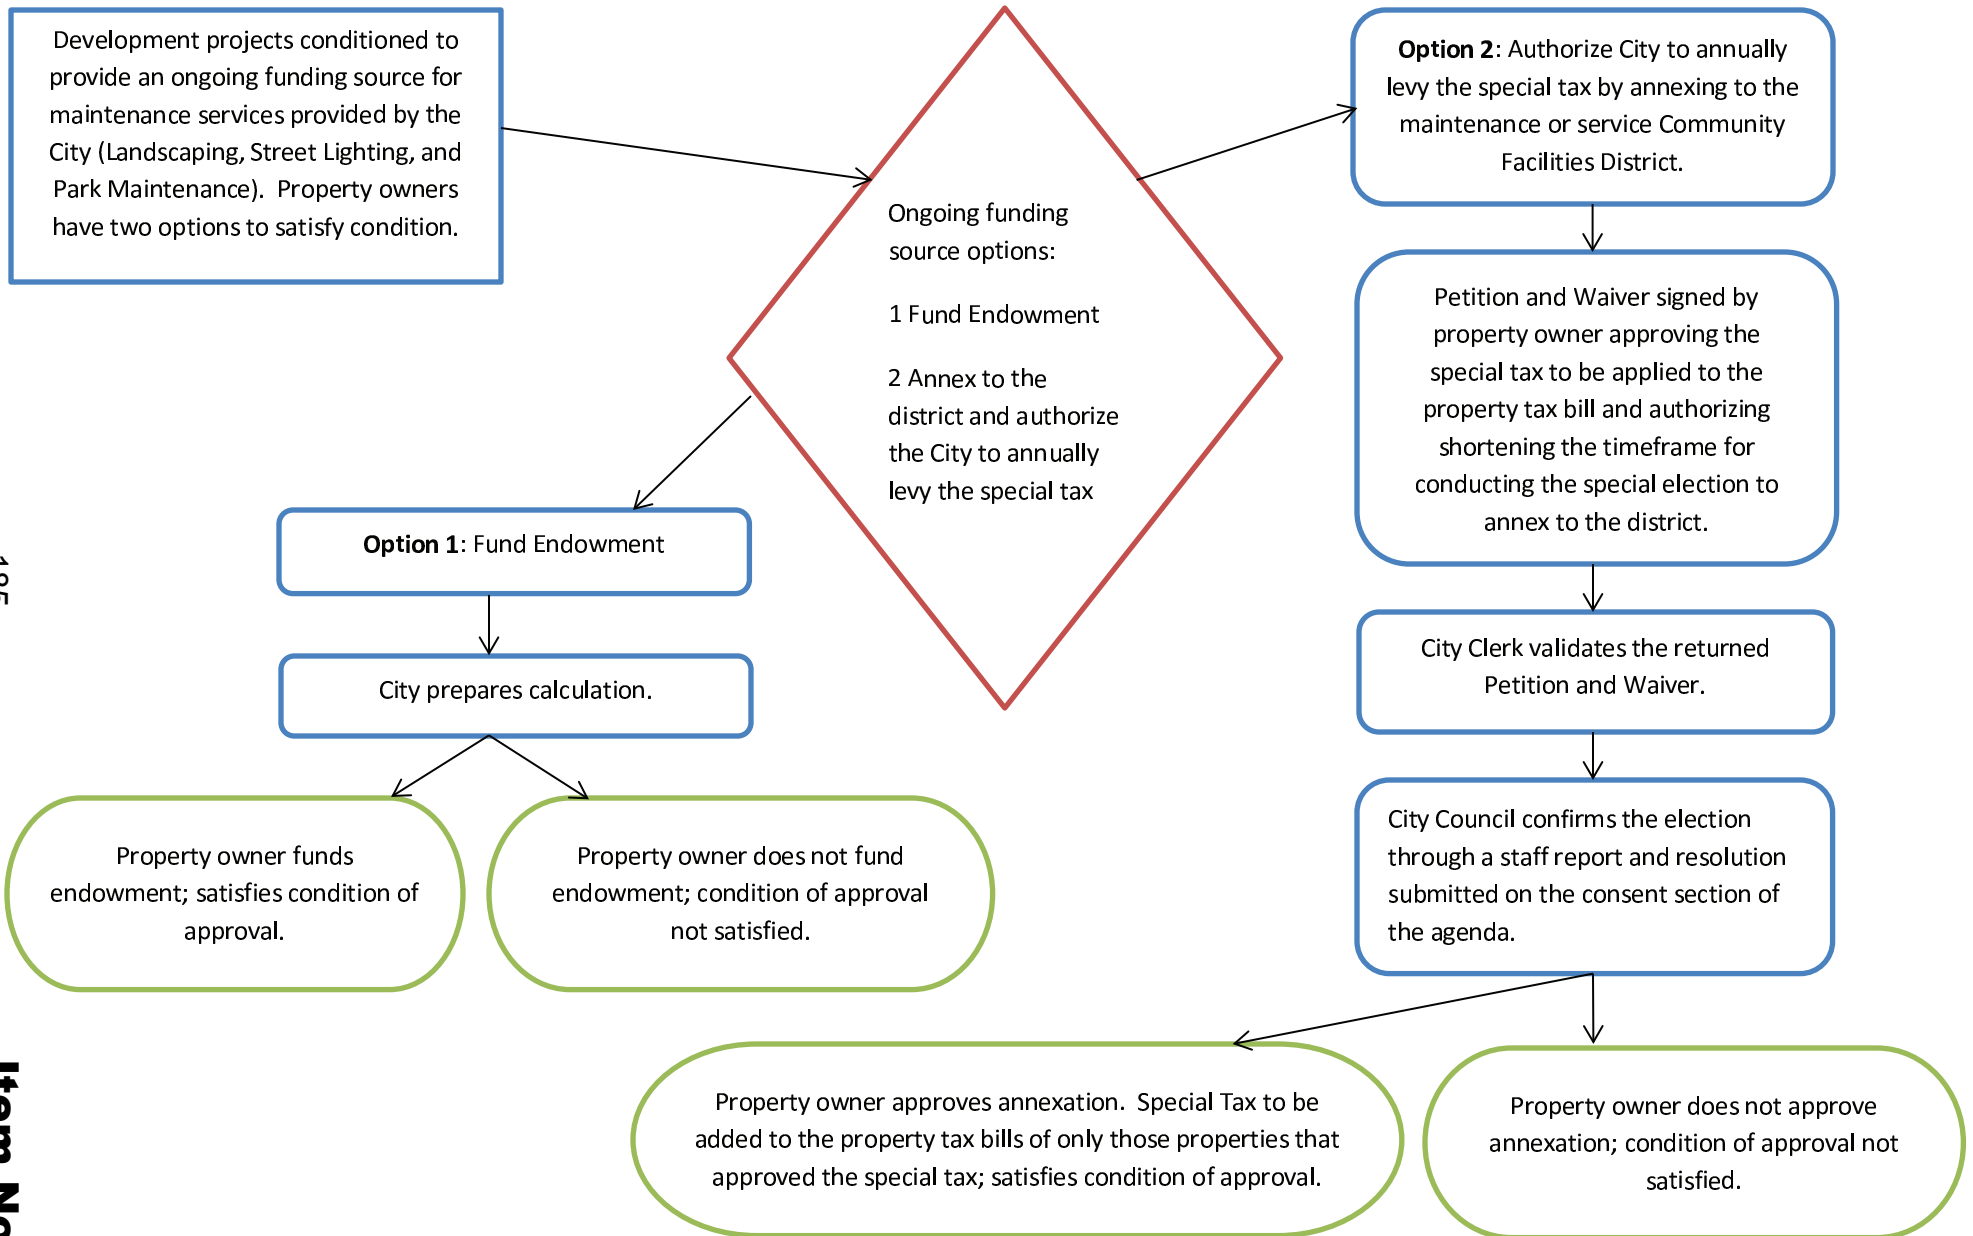 Development projects conditioned to
provide an ongoing funding source for
maintenance services provided by the
City (Landscaping, Street Lighting, and
Park Maintenance).  Property owners
have two options to satisfy condition.
Ongoing funding
source options:
1 Fund Endowment
2 Annex to the
district and authorize
the City to annually
levy the special tax
Option 1: Fund Endowment
City prepares calculation.
Property owner funds
endowment; satisfies condition of
approval.
Property owner does not fund
endowment; condition of approval
not satisfied.
Option 2: Authorize City to annually
levy the special tax by annexing to the
maintenance or service Community
Facilities District.
Petition and Waiver signed by
property owner approving the
special tax to be applied to the
property tax bill and authorizing
shortening the timeframe for
conducting the special election to
annex to the district.
City Clerk validates the returned
Petition and Waiver.
City Council confirms the election
through a staff report and resolution
submitted on the consent section of
the agenda.
Property owner approves annexation.  Special Tax to be
added to the property tax bills of only those properties that
approved the special tax; satisfies condition of approval.
Property owner does not approve
annexation; condition of approval not
satisfied.
Item No